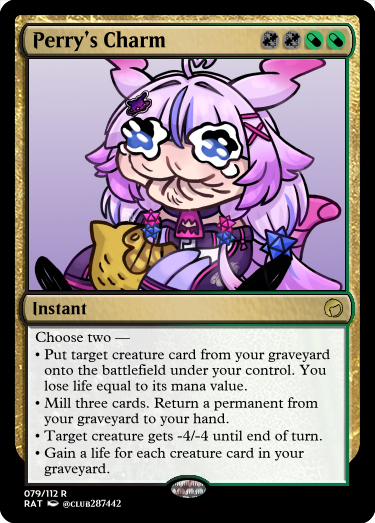 Perry's Charm
Instant
Choose two —
• Put target creature card from your graveyard
onto the battlefield under your control. You
lose life equal to its mana value.
• Mill three cards. Return a permanent from
your graveyard to your hand.
• Target creature gets -4/-4 until end of turn.
• Gain a life for each creature card in your
graveyard.
079/112 R
RAT @CLUB287442